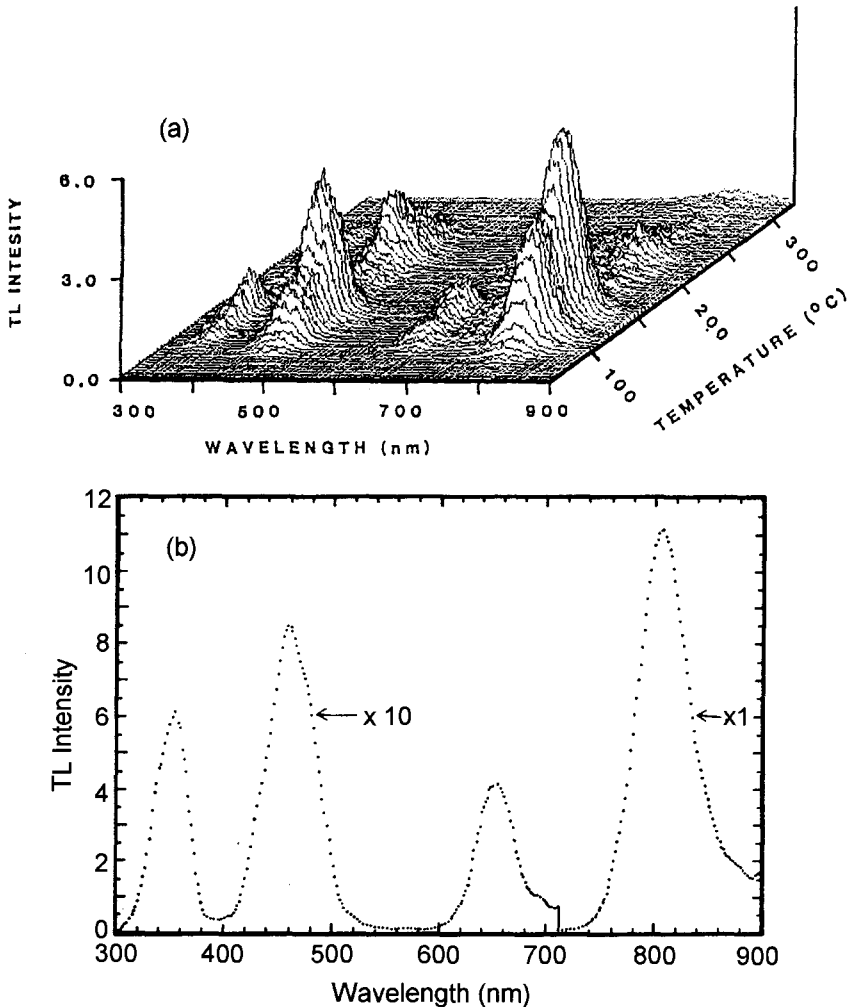 (a)
TL INTESITY
6.0
3.0
0.0
300 500 700 900
WAVELENGTH (nm)
100 200 300
TEMPERATURE (°C)
(b)
TL Intensity
12
10
8
6
4
2
0
x 10
x1
300 400 500 600 700 800 900
Wavelength (nm)